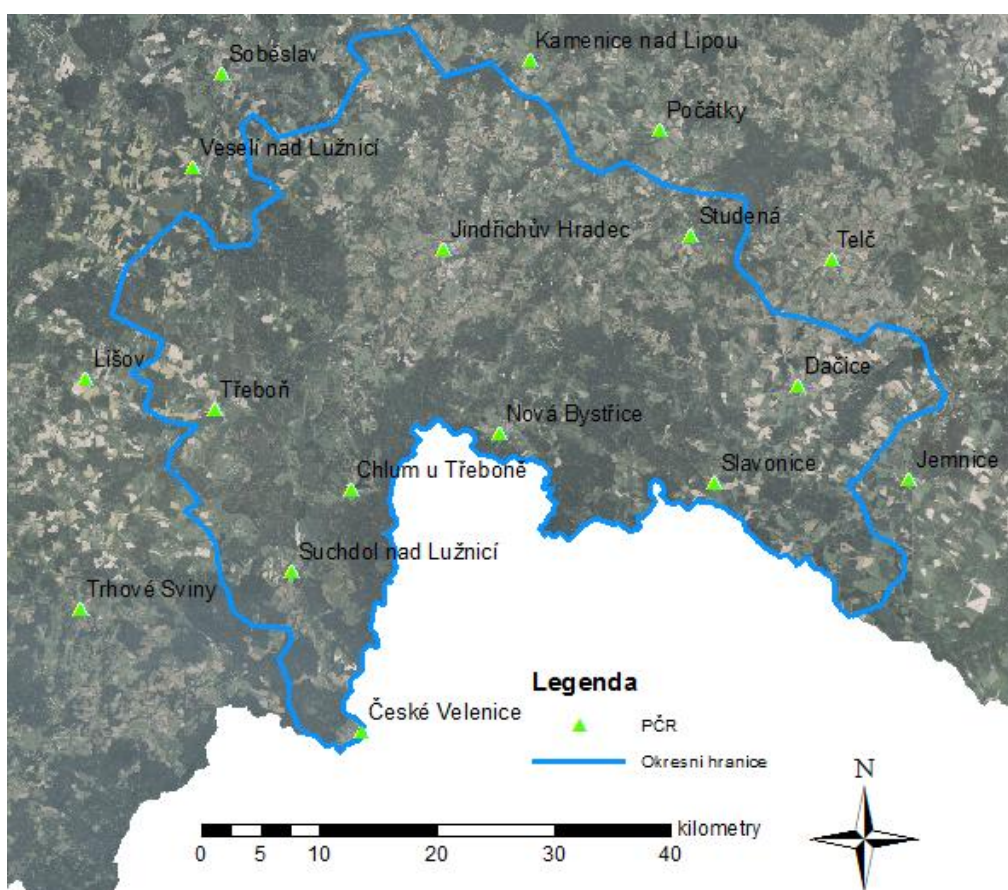 Kamenice nad Lipou
Soběslav
Počátky
Veselí nad Lužnicí
Studená
Jindřichův Hradec
Telč
Lišov
Dačice
Třeboň
Nová Bystřice
Slavonice
Jemnice
Chlum u Třeboně
Suchdol nad Lužnicí
Trhové Sviny
Legenda
České Velenice
PČR
Okresní hranice
N
kilometry
0 5 10 20 30 40